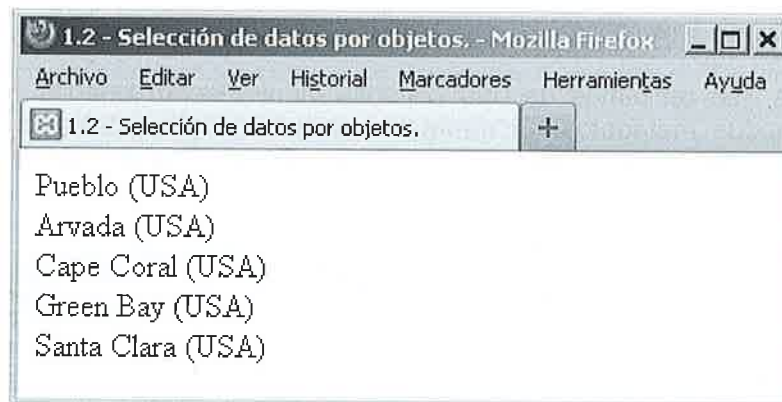 1.2 - Selección de datos por objetos. - Mozilla Firefox
Archivo Editar Ver Historial Marcadores Herramientas Ayuda
1.2 - Selección de datos por objetos.
Pueblo (USA)
Arvada (USA)
Cape Coral (USA)
Green Bay (USA)
Santa Clara (USA)